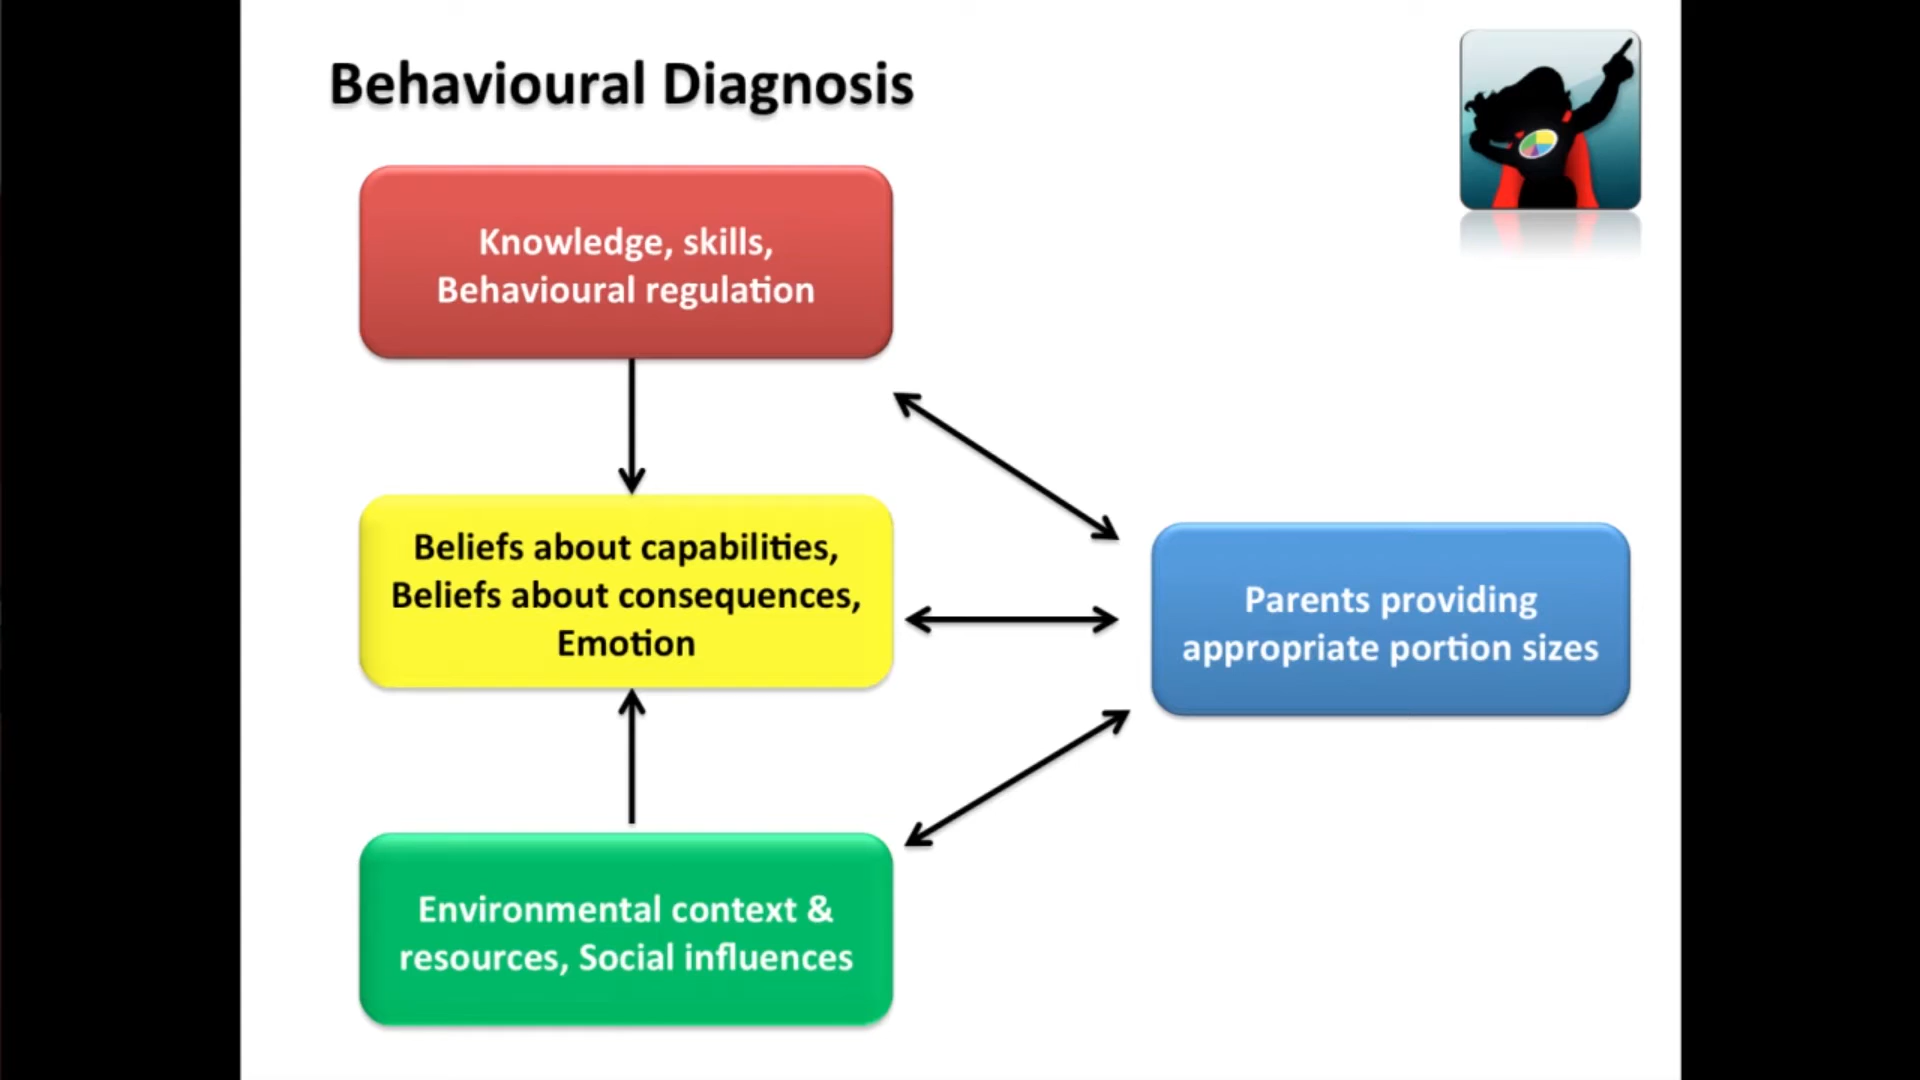 Behavioural Diagnosis
Knowledge, skills,
Behavioural regulation
Beliefs about capabilities,
Beliefs about consequences,
Emotion
Parents providing
appropriate portion sizes
Environmental context &
resources, Social influences